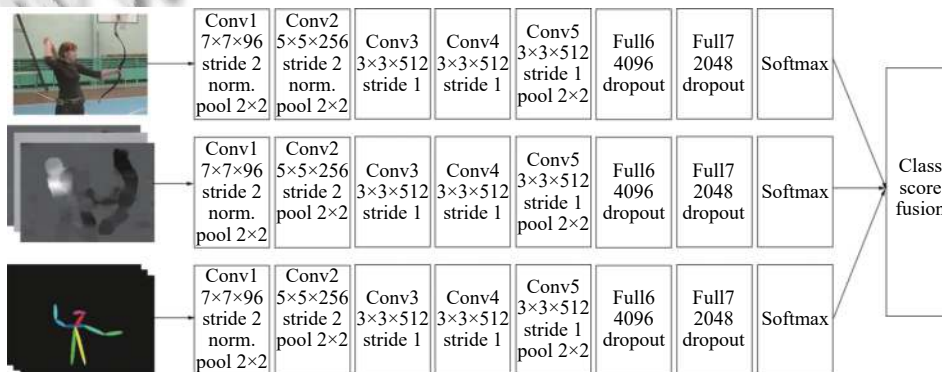 Conv1
7×7×96
stride 2
norm.
pool 2×2
Conv2
5×5×256
stride 2
norm.
pool 2×2
Conv3
3×3×512
stride 1
Conv4
3×3×512
stride 1
Conv5
3×3×512
stride 1
pool 2×2
Full6
4096
dropout
Full7
2048
dropout
Softmax
Conv1
7×7×96
stride 2
norm.
pool 2×2
Conv2
5×5×256
stride 2
pool 2×2
Conv3
3×3×512
stride 1
Conv4
3×3×512
stride 1
Conv5
3×3×512
stride 1
pool 2×2
Full6
4096
dropout
Full7
2048
dropout
Softmax
Conv1
7×7×96
stride 2
norm.
pool 2×2
Conv2
5×5×256
stride 2
pool 2×2
Conv3
3×3×512
stride 1
Conv4
3×3×512
stride 1
Conv5
3×3×512
stride 1
pool 2×2
Full6
4096
dropout
Full7
2048
dropout
Softmax
Class
score
fusion